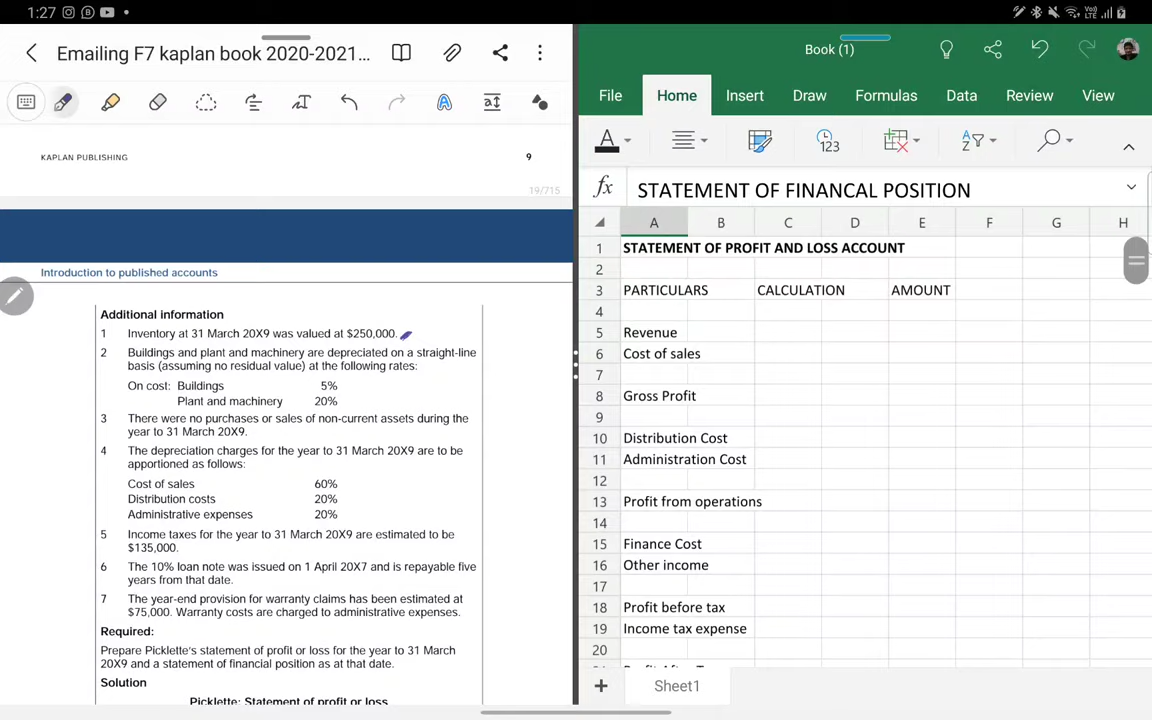 1:27
Emailing F7 kaplan book 2020-2021...
KAPLAN PUBLISHING
9
19/715
Introduction to published accounts
Additional information
1 Inventory at 31 March 20X9 was valued at $250,000.
2 Buildings and plant and machinery are depreciated on a straight-line
basis (assuming no residual value) at the following rates:
On cost: Buildings 5%
Plant and machinery 20%
3 There were no purchases or sales of non-current assets during the
year to 31 March 20X9.
4 The depreciation charges for the year to 31 March 20X9 are to be
apportioned as follows:
Cost of sales 60%
Distribution costs 20%
Administrative expenses 20%
5 Income taxes for the year to 31 March 20X9 are estimated to be
$135,000.
6 The 10% loan note was issued on 1 April 20X7 and is repayable five
years from that date.
7 The year-end provision for warranty claims has been estimated at
$75,000. Warranty costs are charged to administrative expenses.
Required:
Prepare Picklette's statement of profit or loss for the year to 31 March
20X9 and a statement of financial position as at that date.
Solution
Picklette: Statement of profit or loss
Book (1)
File Home Insert Draw Formulas Data Review View
A 123
fx STATEMENT OF FINANCAL POSITION
A B C D E F G H
1 STATEMENT OF PROFIT AND LOSS ACCOUNT
2
3 PARTICULARS CALCULATION AMOUNT
4
5 Revenue
6 Cost of sales
7
8 Gross Profit
9
10 Distribution Cost
11 Administration Cost
12
13 Profit from operations
14
15 Finance Cost
16 Other income
17
18 Profit before tax
19 Income tax expense
20
Sheet1